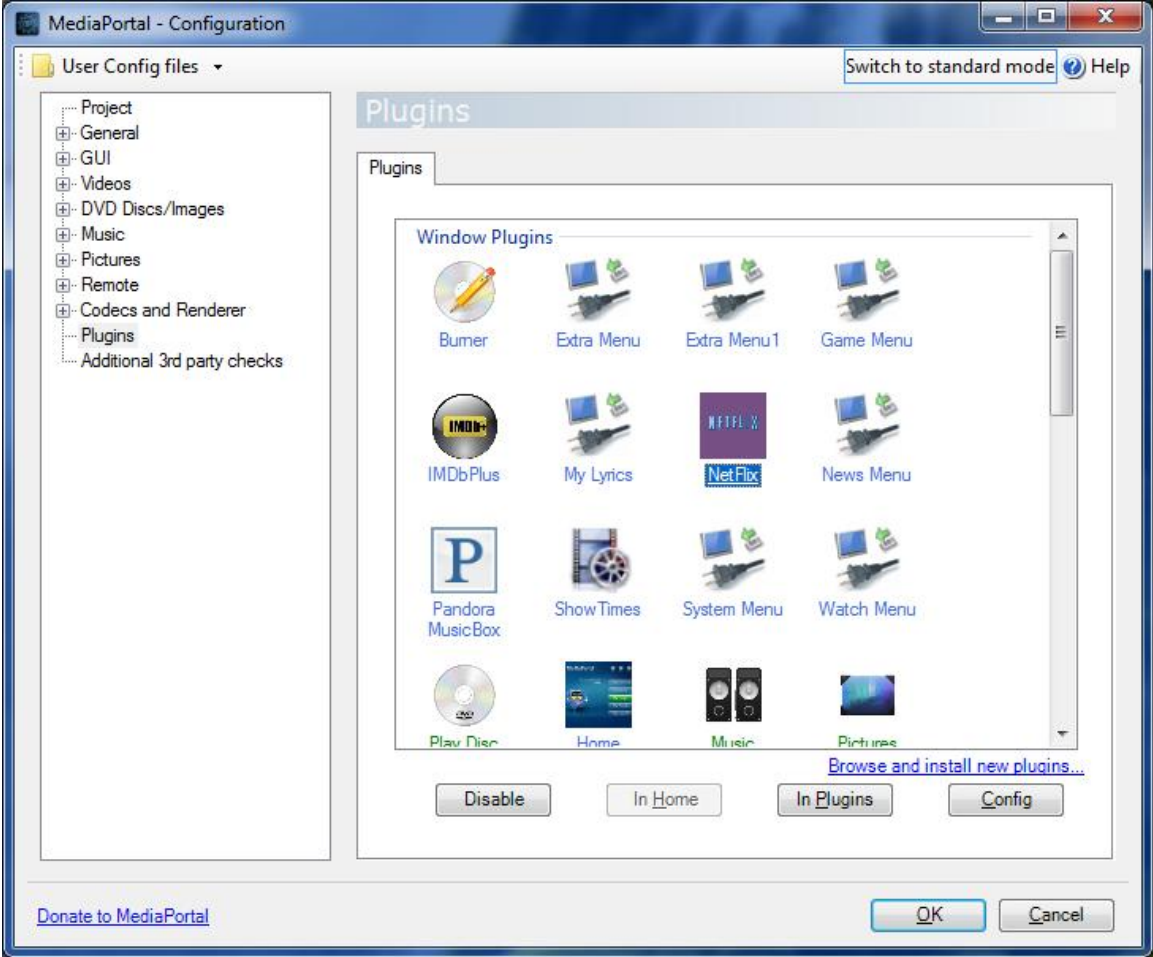 MediaPortal - Configuration
User Config files
Switch to standard mode
Help
Project
General
GUI
Videos
DVD Discs/Images
Music
Pictures
Remote
Codecs and Renderer
Plugins
Additional 3rd party checks
Plugins
Plugins
Window Plugins
Burner Extra Menu Extra Menu1 Game Menu
IMDb+
NETFLIX
IMDbPlus My Lyrics NetFlix News Menu
P
Pandora MusicBox ShowTimes System Menu Watch Menu
DVD
Play Disc Home Music Pictures
Browse and install new plugins...
Disable In Home In Plugins Config
Donate to MediaPortal
OK Cancel